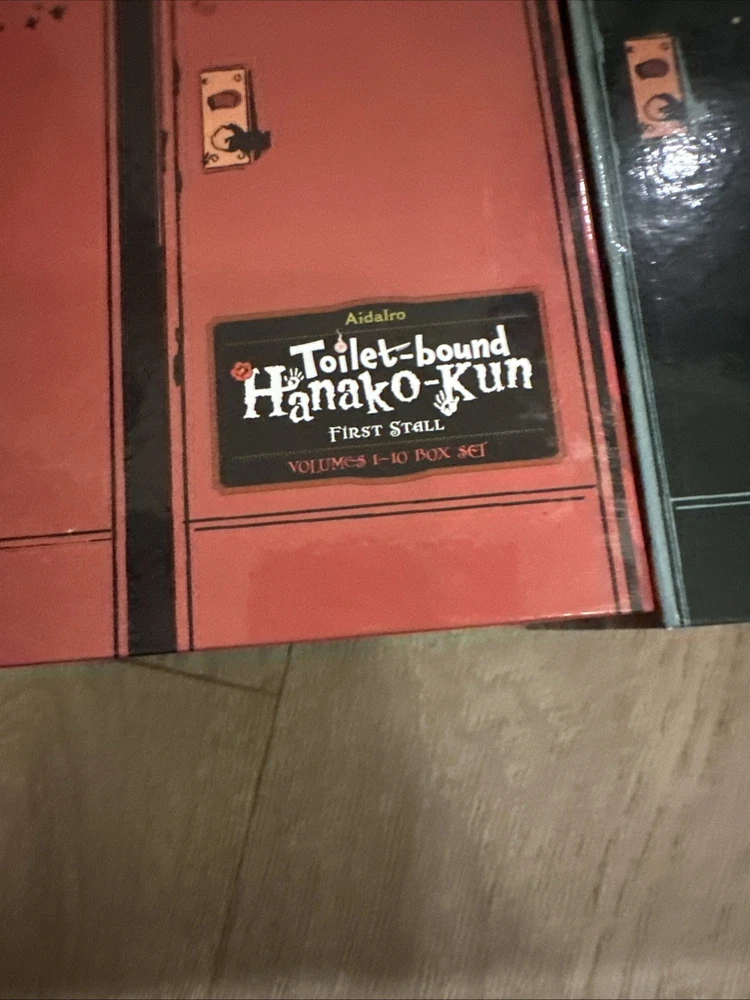 AidaIro
Toilet-bound
Hanako-Kun
First Stall
Volumes 1-10 Box Set